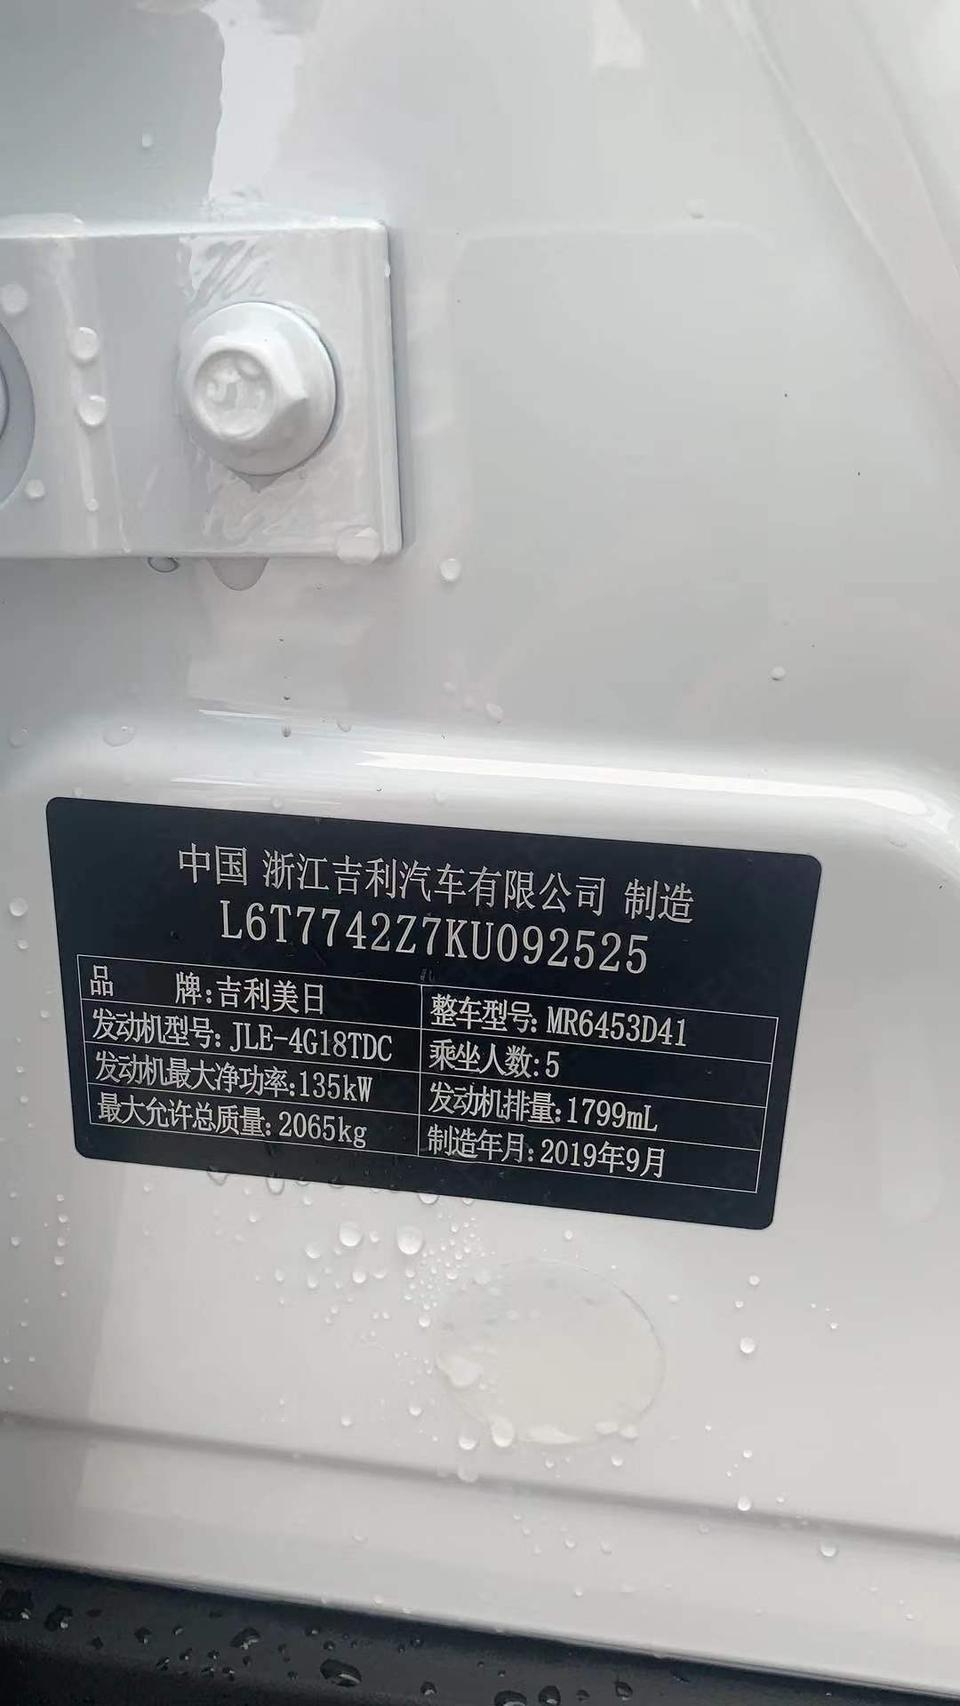 中国 浙江吉利汽车有限公司 制造
L6T7742Z7KU092525
品 牌:吉利美日 整车型号:MR6453D41
发动机型号:JLE-4G18TDC 乘坐人数:5
发动机最大净功率:135kW 发动机排量:1799mL
最大允许总质量:2065kg 制造年月:2019年9月